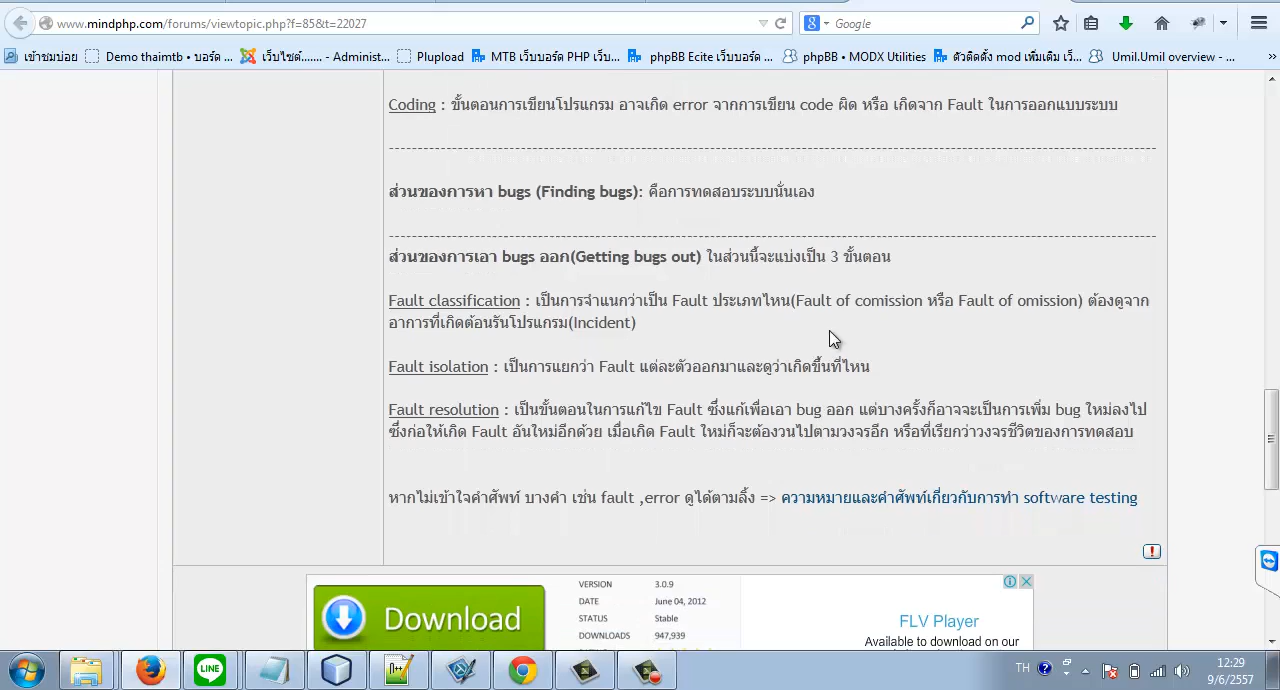 www.mindphp.com/forums/viewtopic.php?f=85&t=22027
Google
เข้าชมบ่อย Demo thaimtb • บอร์ด ... เว็บไซต์....... - Administ... Plupload MTB เว็บบอร์ด PHP เว็บ... phpBB Ecite เว็บบอร์ด ... phpBB • MODX Utilities ตัวติดตั้ง mod เพิ่มเติม เว็... Umil.Umil overview - ... »
Coding : ขั้นตอนการเขียนโปรแกรม อาจเกิด error จากการเขียน code ผิด หรือ เกิดจาก Fault ในการออกแบบระบบ
ส่วนของการหา bugs (Finding bugs): คือการทดสอบระบบนั่นเอง
ส่วนของการเอา bugs ออก(Getting bugs out) ในส่วนนี้จะแบ่งเป็น 3 ขั้นตอน
Fault classification : เป็นการจำแนกว่าเป็น Fault ประเภทไหน(Fault of comission หรือ Fault of omission) ต้องดูจาก
อาการที่เกิดต้อนรันโปรแกรม(Incident)
Fault isolation : เป็นการแยกว่า Fault แต่ละตัวออกมาและดูว่าเกิดขึ้นที่ไหน
Fault resolution : เป็นขั้นตอนในการแก้ไข Fault ซึ่งแก้เพื่อเอา bug ออก แต่บางครั้งก็อาจจะเป็นการเพิ่ม bug ใหม่ลงไป
ซึ่งก่อให้เกิด Fault อันใหม่อีกด้วย เมื่อเกิด Fault ใหม่ก็จะต้องวนไปตามวงจรอีก หรือที่เรียกว่าวงจรชีวิตของการทดสอบ
หากไม่เข้าใจคำศัพท์ บางคำ เช่น fault ,error ดูได้ตามลิ้ง => ความหมายและคำศัพท์เกี่ยวกับการทำ software testing
Download
VERSION 3.0.9
DATE June 04, 2012
STATUS Stable
DOWNLOADS 947,939
FLV Player
Available to download on our
LINE
TH
12:29
9/6/2557